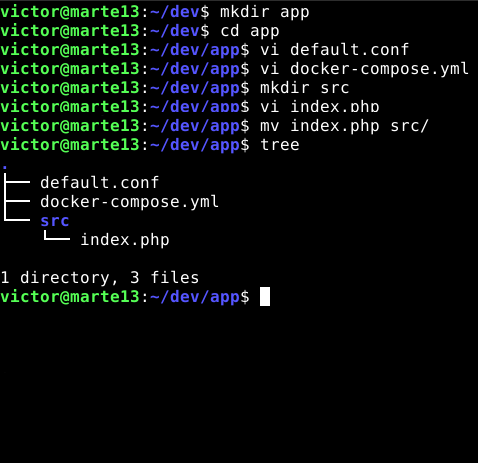 victor@marte13:~/dev$ mkdir app
victor@marte13:~/dev$ cd app
victor@marte13:~/dev/app$ vi default.conf
victor@marte13:~/dev/app$ vi docker-compose.yml
victor@marte13:~/dev/app$ mkdir src
victor@marte13:~/dev/app$ vi index.php
victor@marte13:~/dev/app$ mv index.php src/
victor@marte13:~/dev/app$ tree
.
├── default.conf
├── docker-compose.yml
└── src
    └── index.php
1 directory, 3 files
victor@marte13:~/dev/app$